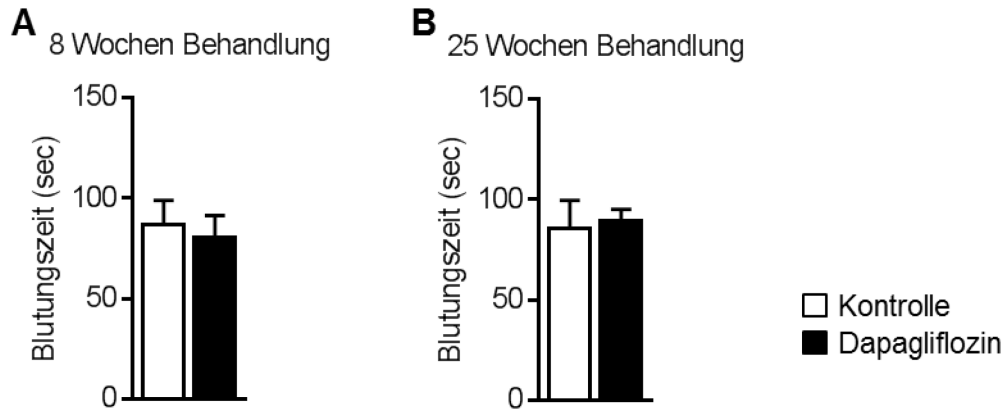 A 8 Wochen Behandlung
150
100
50
0
Blutungszeit (sec)
B 25 Wochen Behandlung
150
100
50
0
Blutungszeit (sec)
Kontrolle
Dapagliflozin